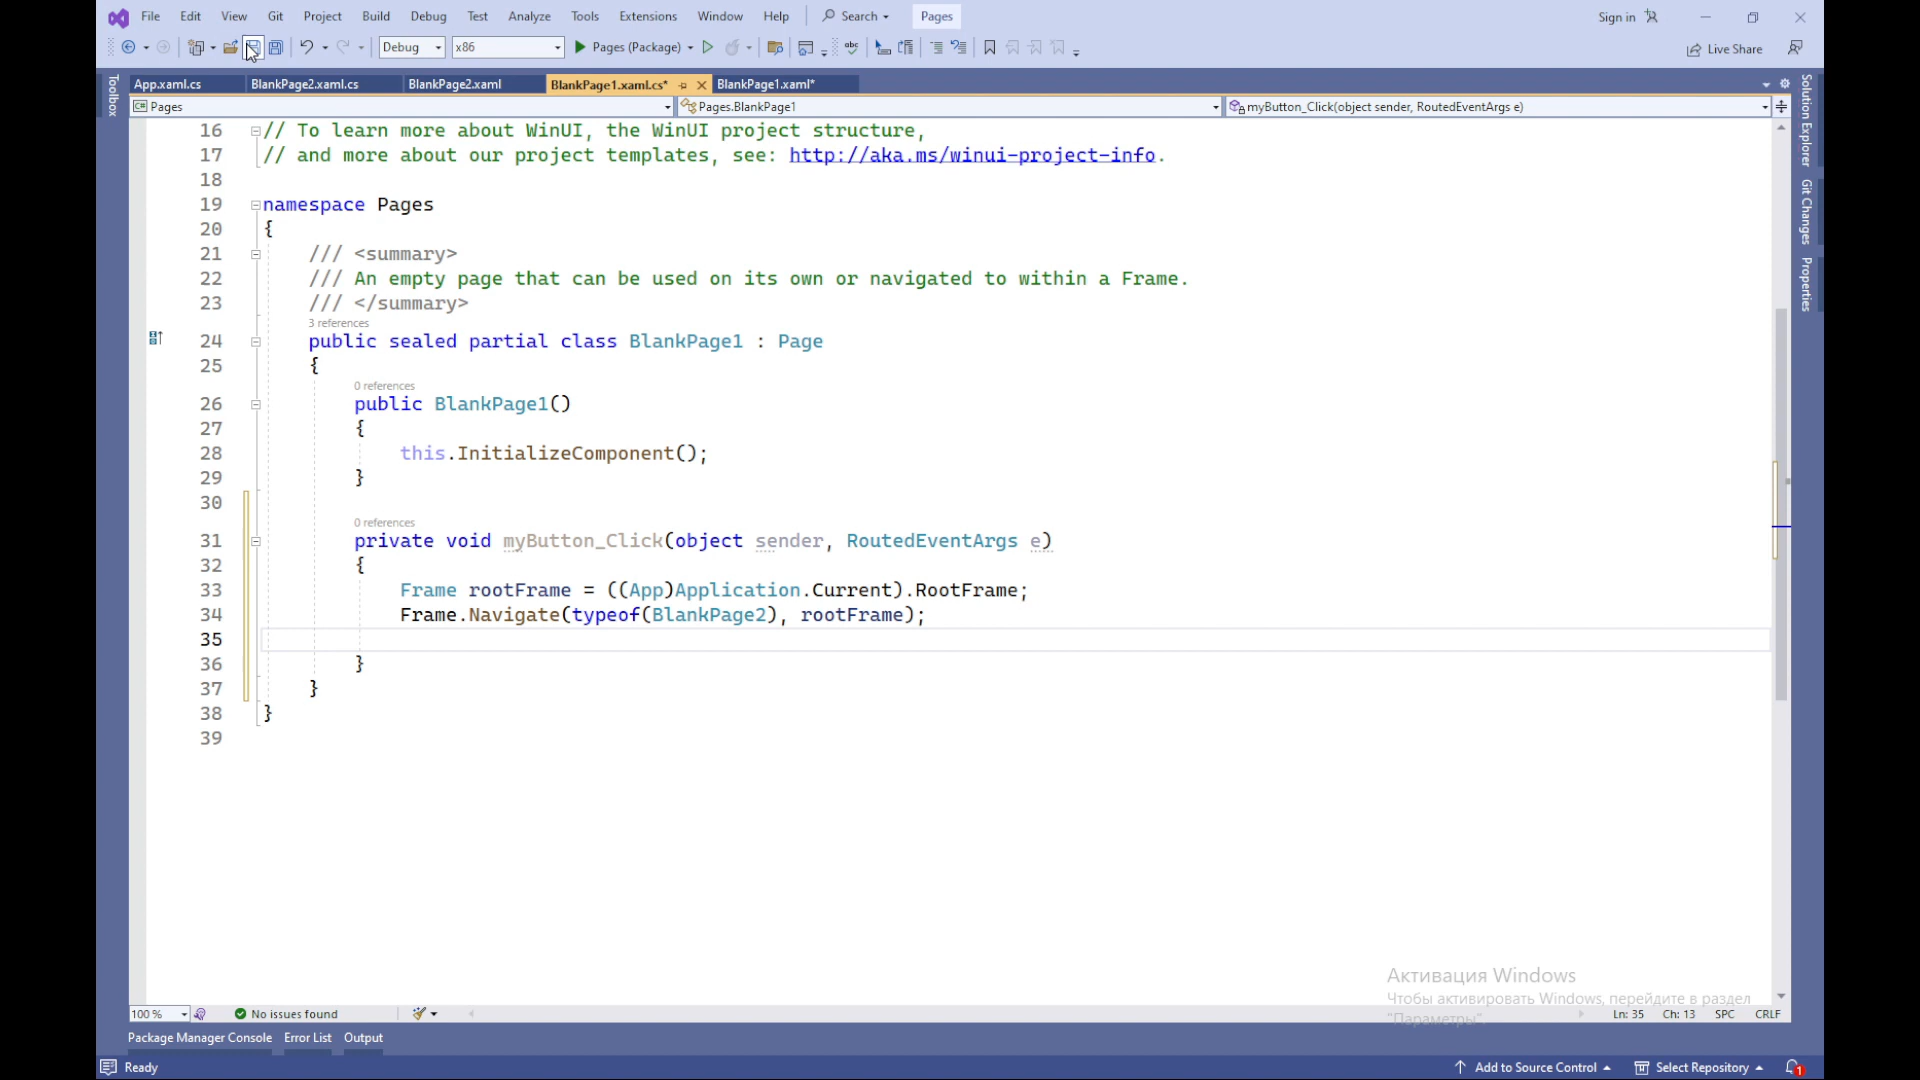 File Edit View Git Project Build Debug Test Analyze Tools Extensions Window Help Search Pages Sign in
Debug x86 Pages (Package) Live Share
App.xaml.cs BlankPage2.xaml.cs BlankPage2.xaml BlankPage1.xaml.cs* BlankPage1.xaml*
Pages Pages.BlankPage1 myButton_Click(object sender, RoutedEventArgs e)
Toolbox
Solution Explorer
Git Changes
Properties
16 // To learn more about WinUI, the WinUI project structure,
17 // and more about our project templates, see: http://aka.ms/winui-project-info.
18
19 namespace Pages
20 {
21 /// <summary>
22 /// An empty page that can be used on its own or navigated to within a Frame.
23 /// </summary>
3 references
24 public sealed partial class BlankPage1 : Page
25 {
0 references
26 public BlankPage1()
27 {
28 this.InitializeComponent();
29 }
30
0 references
31 private void myButton_Click(object sender, RoutedEventArgs e)
32 {
33 Frame rootFrame = ((App)Application.Current).RootFrame;
34 Frame.Navigate(typeof(BlankPage2), rootFrame);
35
36 }
37 }
38 }
39
Активация Windows
Чтобы активировать Windows, перейдите в раздел
"Параметры".
100 % No issues found Ln: 35 Ch: 13 SPC CRLF
Package Manager Console Error List Output
Ready Add to Source Control Select Repository 1